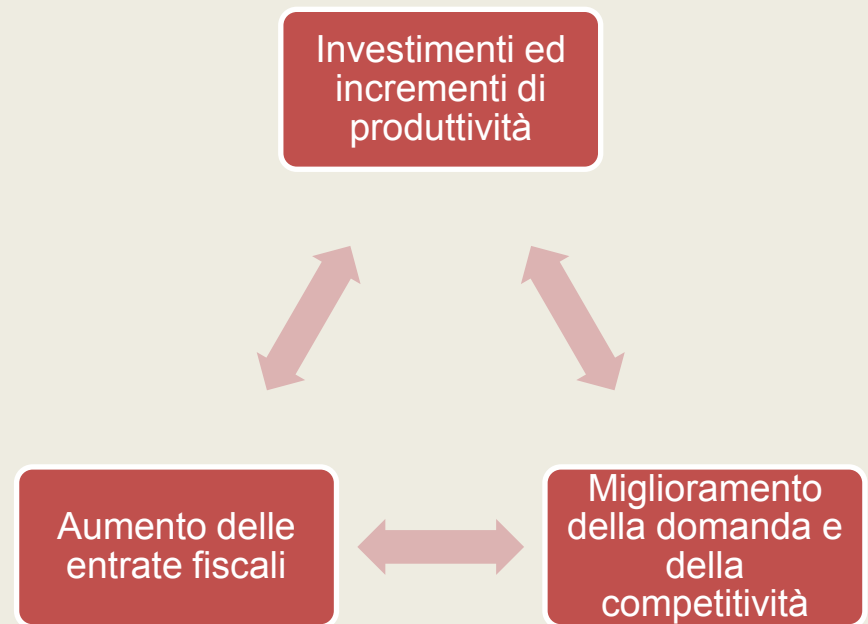 Investimenti ed
incrementi di
produttività
Aumento delle
entrate fiscali
Miglioramento
della domanda e
della
competitività